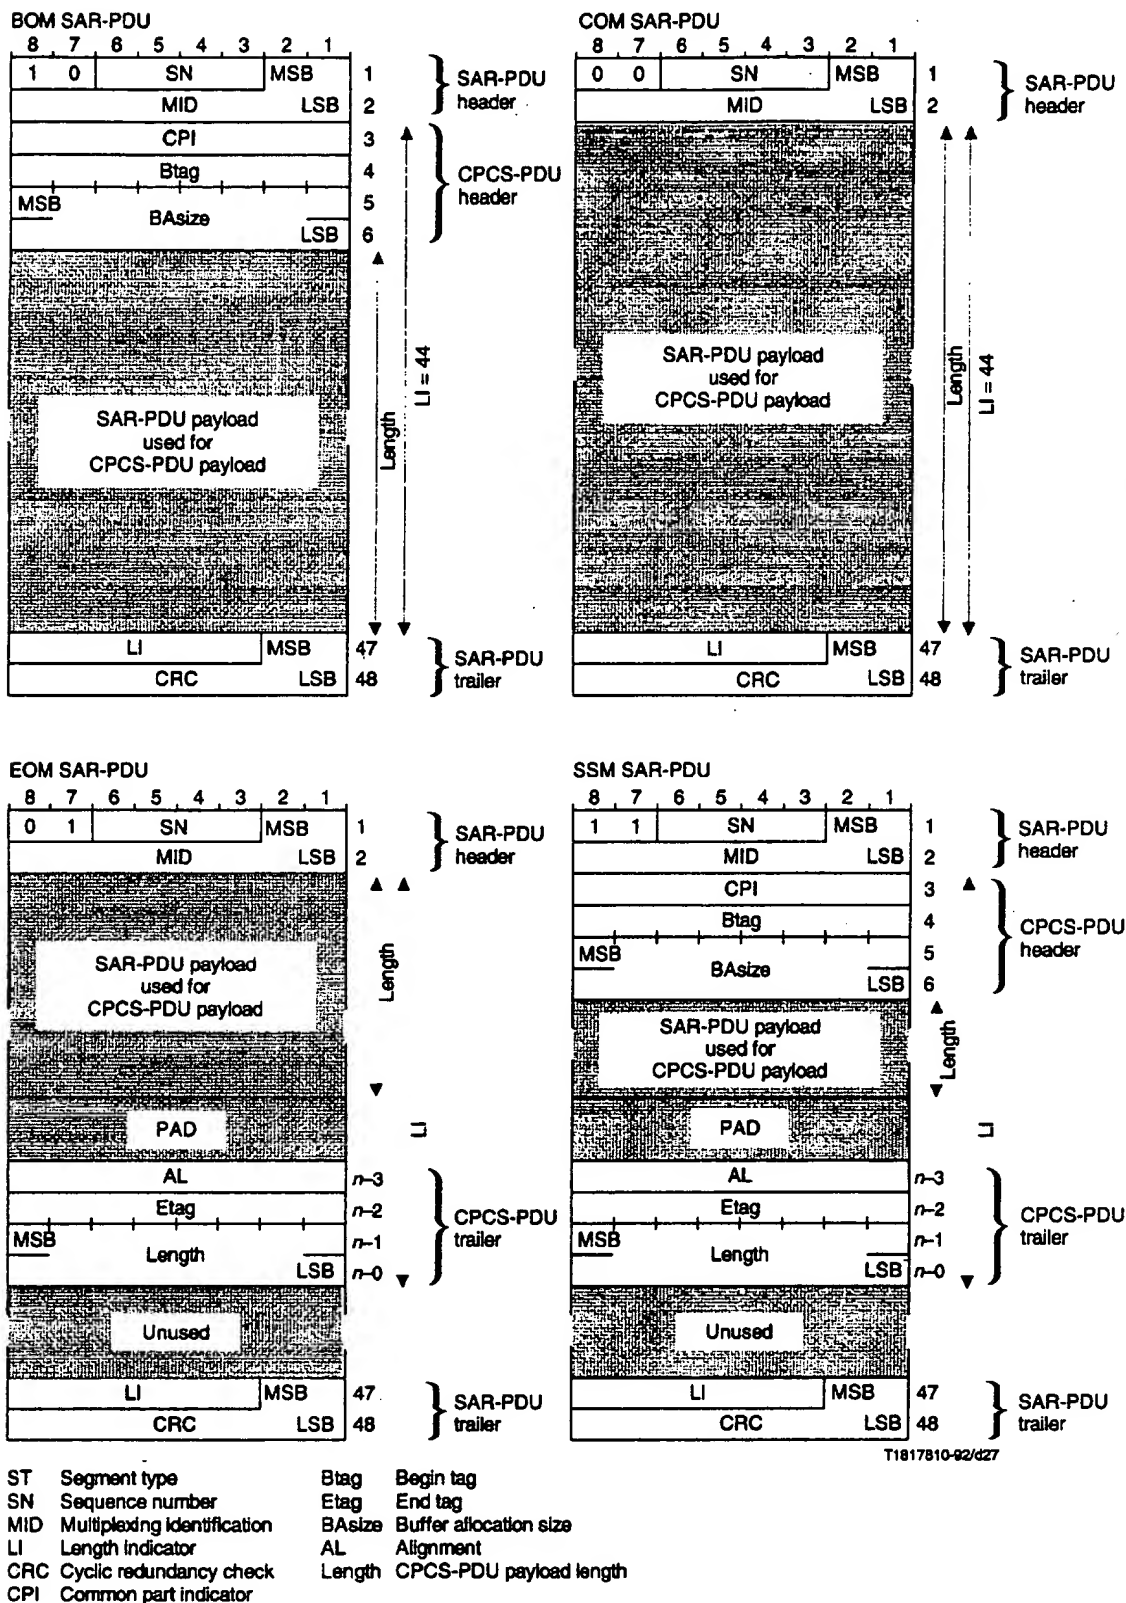 BOM SAR-PDU
8 7 6 5 4 3 2 1
1 0 SN MSB 1
MID LSB 2
SAR-PDU
header
CPI 3
Btag 4
MSB 5
BAsize
LSB 6
CPCS-PDU
header
SAR-PDU payload
used for
CPCS-PDU payload
Length
LI = 44
LI MSB 47
CRC LSB 48
SAR-PDU
trailer
COM SAR-PDU
8 7 6 5 4 3 2 1
0 0 SN MSB 1
MID LSB 2
SAR-PDU
header
SAR-PDU payload
used for
CPCS-PDU payload
Length
LI = 44
LI MSB 47
CRC LSB 48
SAR-PDU
trailer
EOM SAR-PDU
8 7 6 5 4 3 2 1
0 1 SN MSB 1
MID LSB 2
SAR-PDU
header
SAR-PDU payload
used for
CPCS-PDU payload
Length
PAD
LI
AL n–3
Etag n–2
MSB n–1
Length
LSB n–0
CPCS-PDU
trailer
Unused
LI MSB 47
CRC LSB 48
SAR-PDU
trailer
SSM SAR-PDU
8 7 6 5 4 3 2 1
1 1 SN MSB 1
MID LSB 2
SAR-PDU
header
CPI 3
Btag 4
MSB 5
BAsize
LSB 6
CPCS-PDU
header
SAR-PDU payload
used for
CPCS-PDU payload
Length
PAD
LI
AL n–3
Etag n–2
MSB n–1
Length
LSB n–0
CPCS-PDU
trailer
Unused
LI MSB 47
CRC LSB 48
SAR-PDU
trailer
T1817810-92/d27
ST Segment type
SN Sequence number
MID Multiplexing identification
LI Length indicator
CRC Cyclic redundancy check
CPI Common part indicator
Btag Begin tag
Etag End tag
BAsize Buffer allocation size
AL Alignment
Length CPCS-PDU payload length